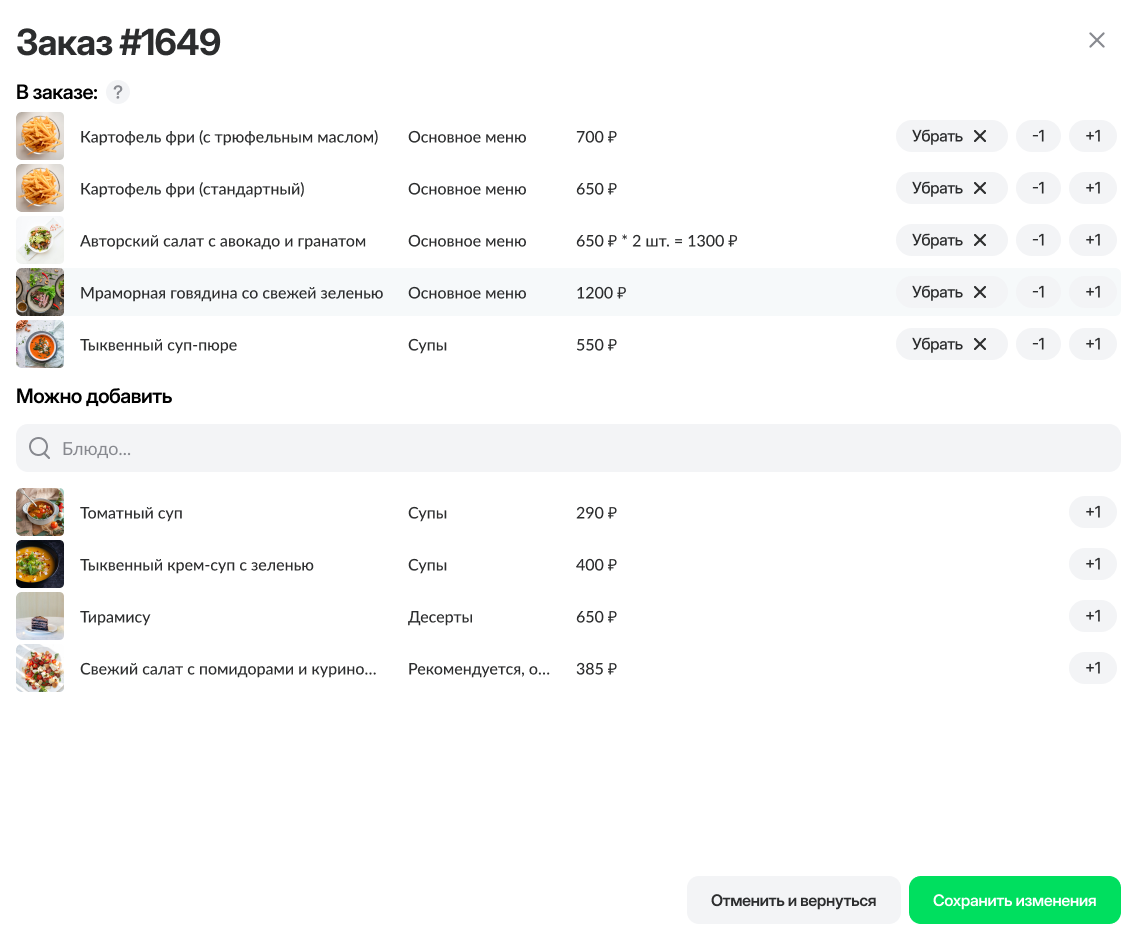 Заказ #1649
В заказе: ?
Картофель фри (с трюфельным маслом) Основное меню 700 ₽ Убрать -1 +1
Картофель фри (стандартный) Основное меню 650 ₽ Убрать -1 +1
Авторский салат с авокадо и гранатом Основное меню 650 ₽ * 2 шт. = 1300 ₽ Убрать -1 +1
Мраморная говядина со свежей зеленью Основное меню 1200 ₽ Убрать -1 +1
Тыквенный суп-пюре Супы 550 ₽ Убрать -1 +1
Можно добавить
Блюдо...
Томатный суп Супы 290 ₽ +1
Тыквенный крем-суп с зеленью Супы 400 ₽ +1
Тирамису Десерты 650 ₽ +1
Свежий салат с помидорами и курино... Рекомендуется, о... 385 ₽ +1
Отменить и вернуться Сохранить изменения